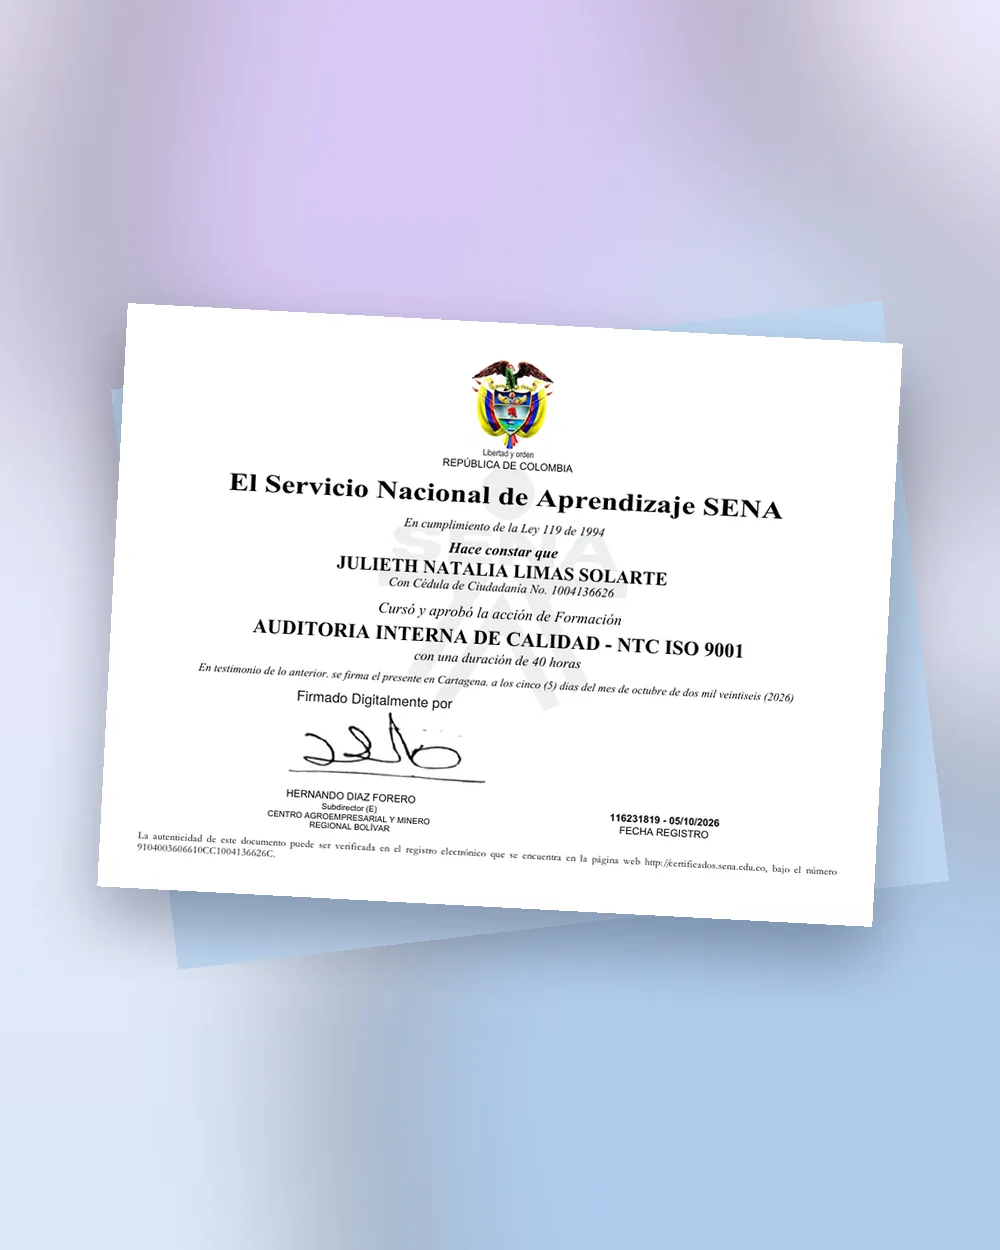 Libertad y orden
REPÚBLICA DE COLOMBIA
El Servicio Nacional de Aprendizaje SENA
En cumplimiento de la Ley 119 de 1994
SENA
Hace constar que
JULIETH NATALIA LIMAS SOLARTE
Con Cédula de Ciudadanía No. 1004136626
Cursó y aprobó la acción de Formación
AUDITORIA INTERNA DE CALIDAD - NTC ISO 9001
con una duración de 40 horas
En testimonio de lo anterior. se firma el presente en Cartagena. a los cinco (5) dias del mes de octubre de dos mil veintiseis (2026)
Firmado Digitalmente por
HERNANDO DIAZ FORERO
Subdirector (E)
CENTRO AGROEMPRESARIAL Y MINERO
REGIONAL BOLÍVAR
116231819 - 05/10/2026
FECHA REGISTRO
La autenticidad de este documento puede ser verificada en el registro electrónico que se encuentra en la página web http://certificados.sena.edu.co, bajo el número
9104003606610CC1004136626C.